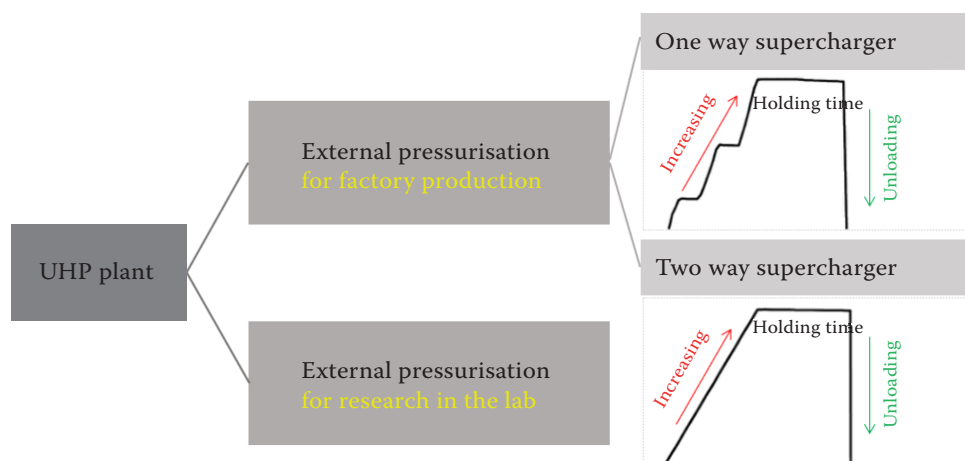 UHP plant
External pressurisation
for factory production
External pressurisation
for research in the lab
One way supercharger
Increasing
Holding time
Unloading
Two way supercharger
Increasing
Holding time
Unloading